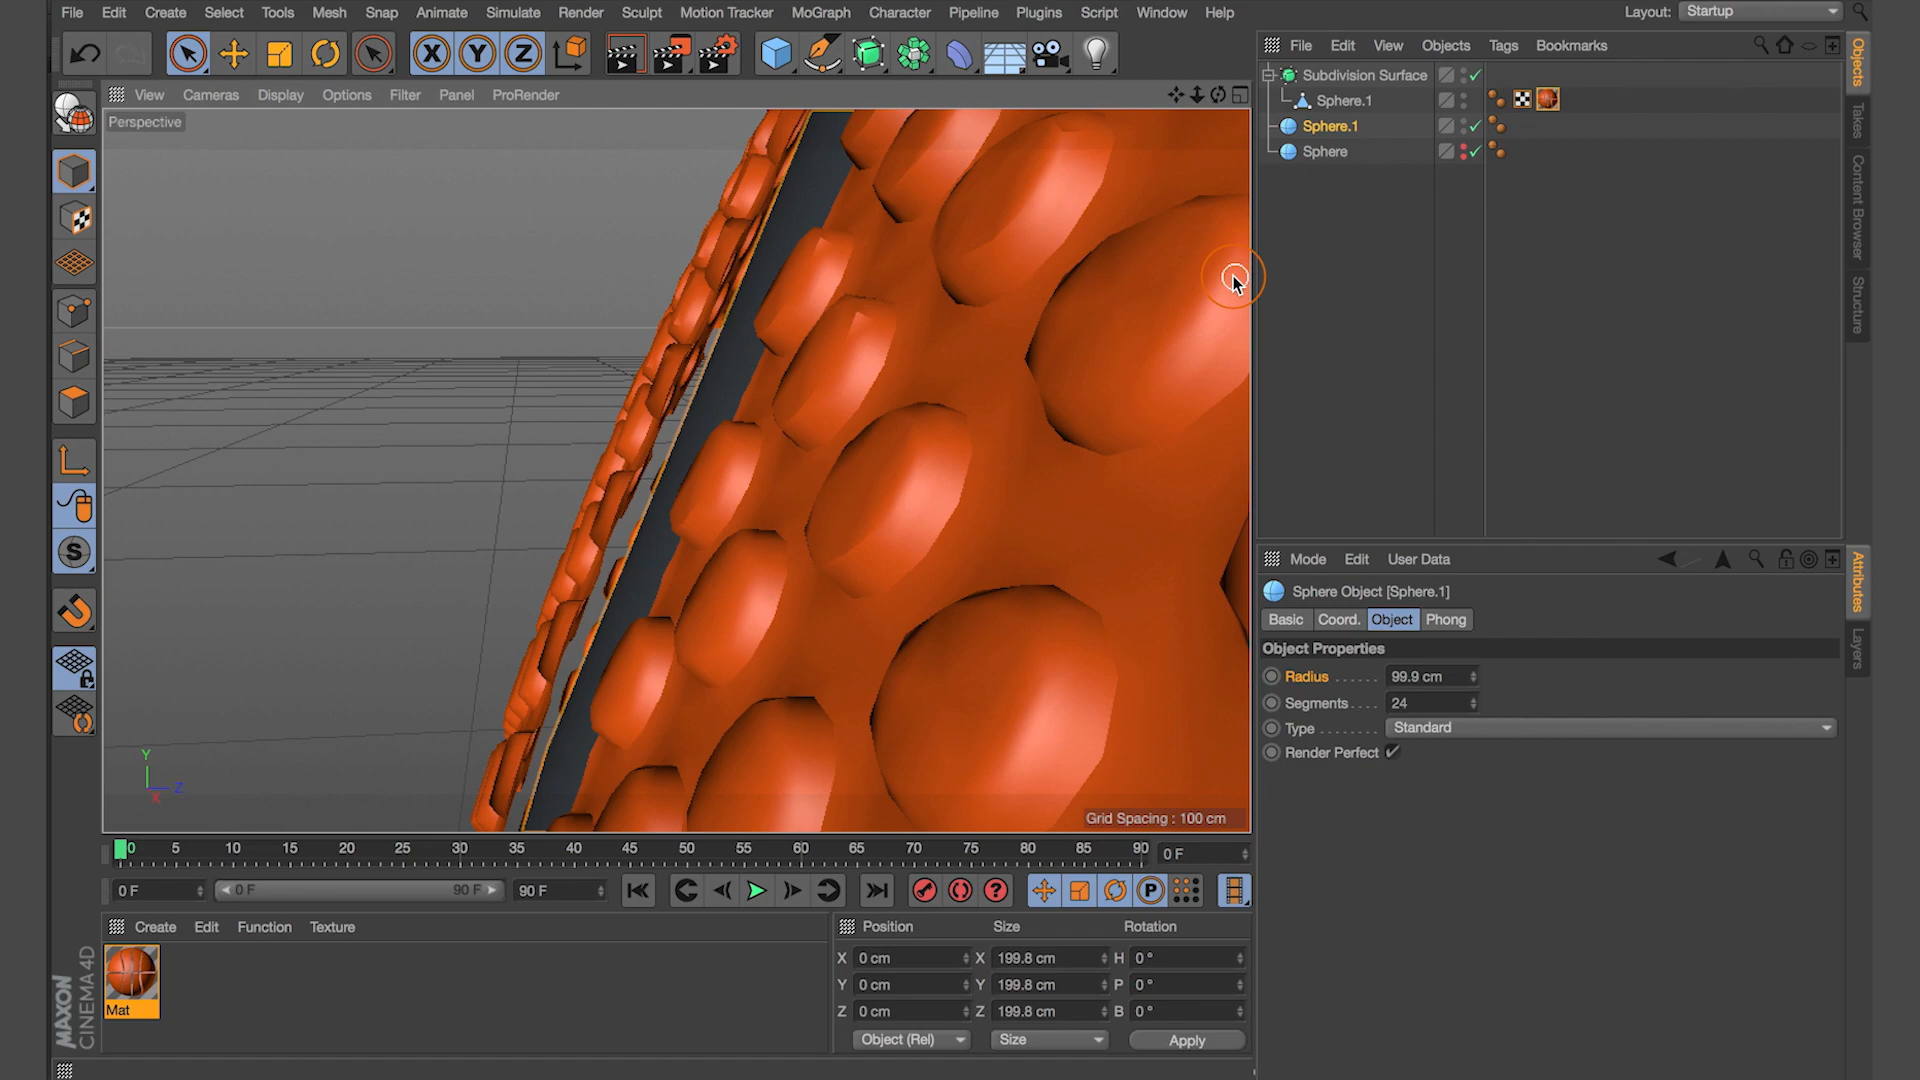 File Edit Create Select Tools Mesh Snap Animate Simulate Render Sculpt Motion Tracker MoGraph Character Pipeline Plugins Script Window Help
Layout: Startup
X Y Z
File Edit View Objects Tags Bookmarks
View Cameras Display Options Filter Panel ProRender
Perspective
Subdivision Surface
Sphere.1
Sphere.1
Sphere
Objects
Takes
Content Browser
Structure
S
Y
Z
X
Grid Spacing : 100 cm
Mode Edit User Data
Sphere Object [Sphere.1]
Basic Coord. Object Phong
Object Properties
Radius 99.9 cm
Segments 24
Type Standard
Render Perfect
Attributes
Layers
0 5 10 15 20 25 30 35 40 45 50 55 60 65 70 75 80 85 90 0 F
0 F 0 F 90 F 90 F ? P
Create Edit Function Texture
Mat
Position Size Rotation
X 0 cm X 199.8 cm H 0 °
Y 0 cm Y 199.8 cm P 0 °
Z 0 cm Z 199.8 cm B 0 °
Object (Rel) Size Apply
MAXON
CINEMA 4D